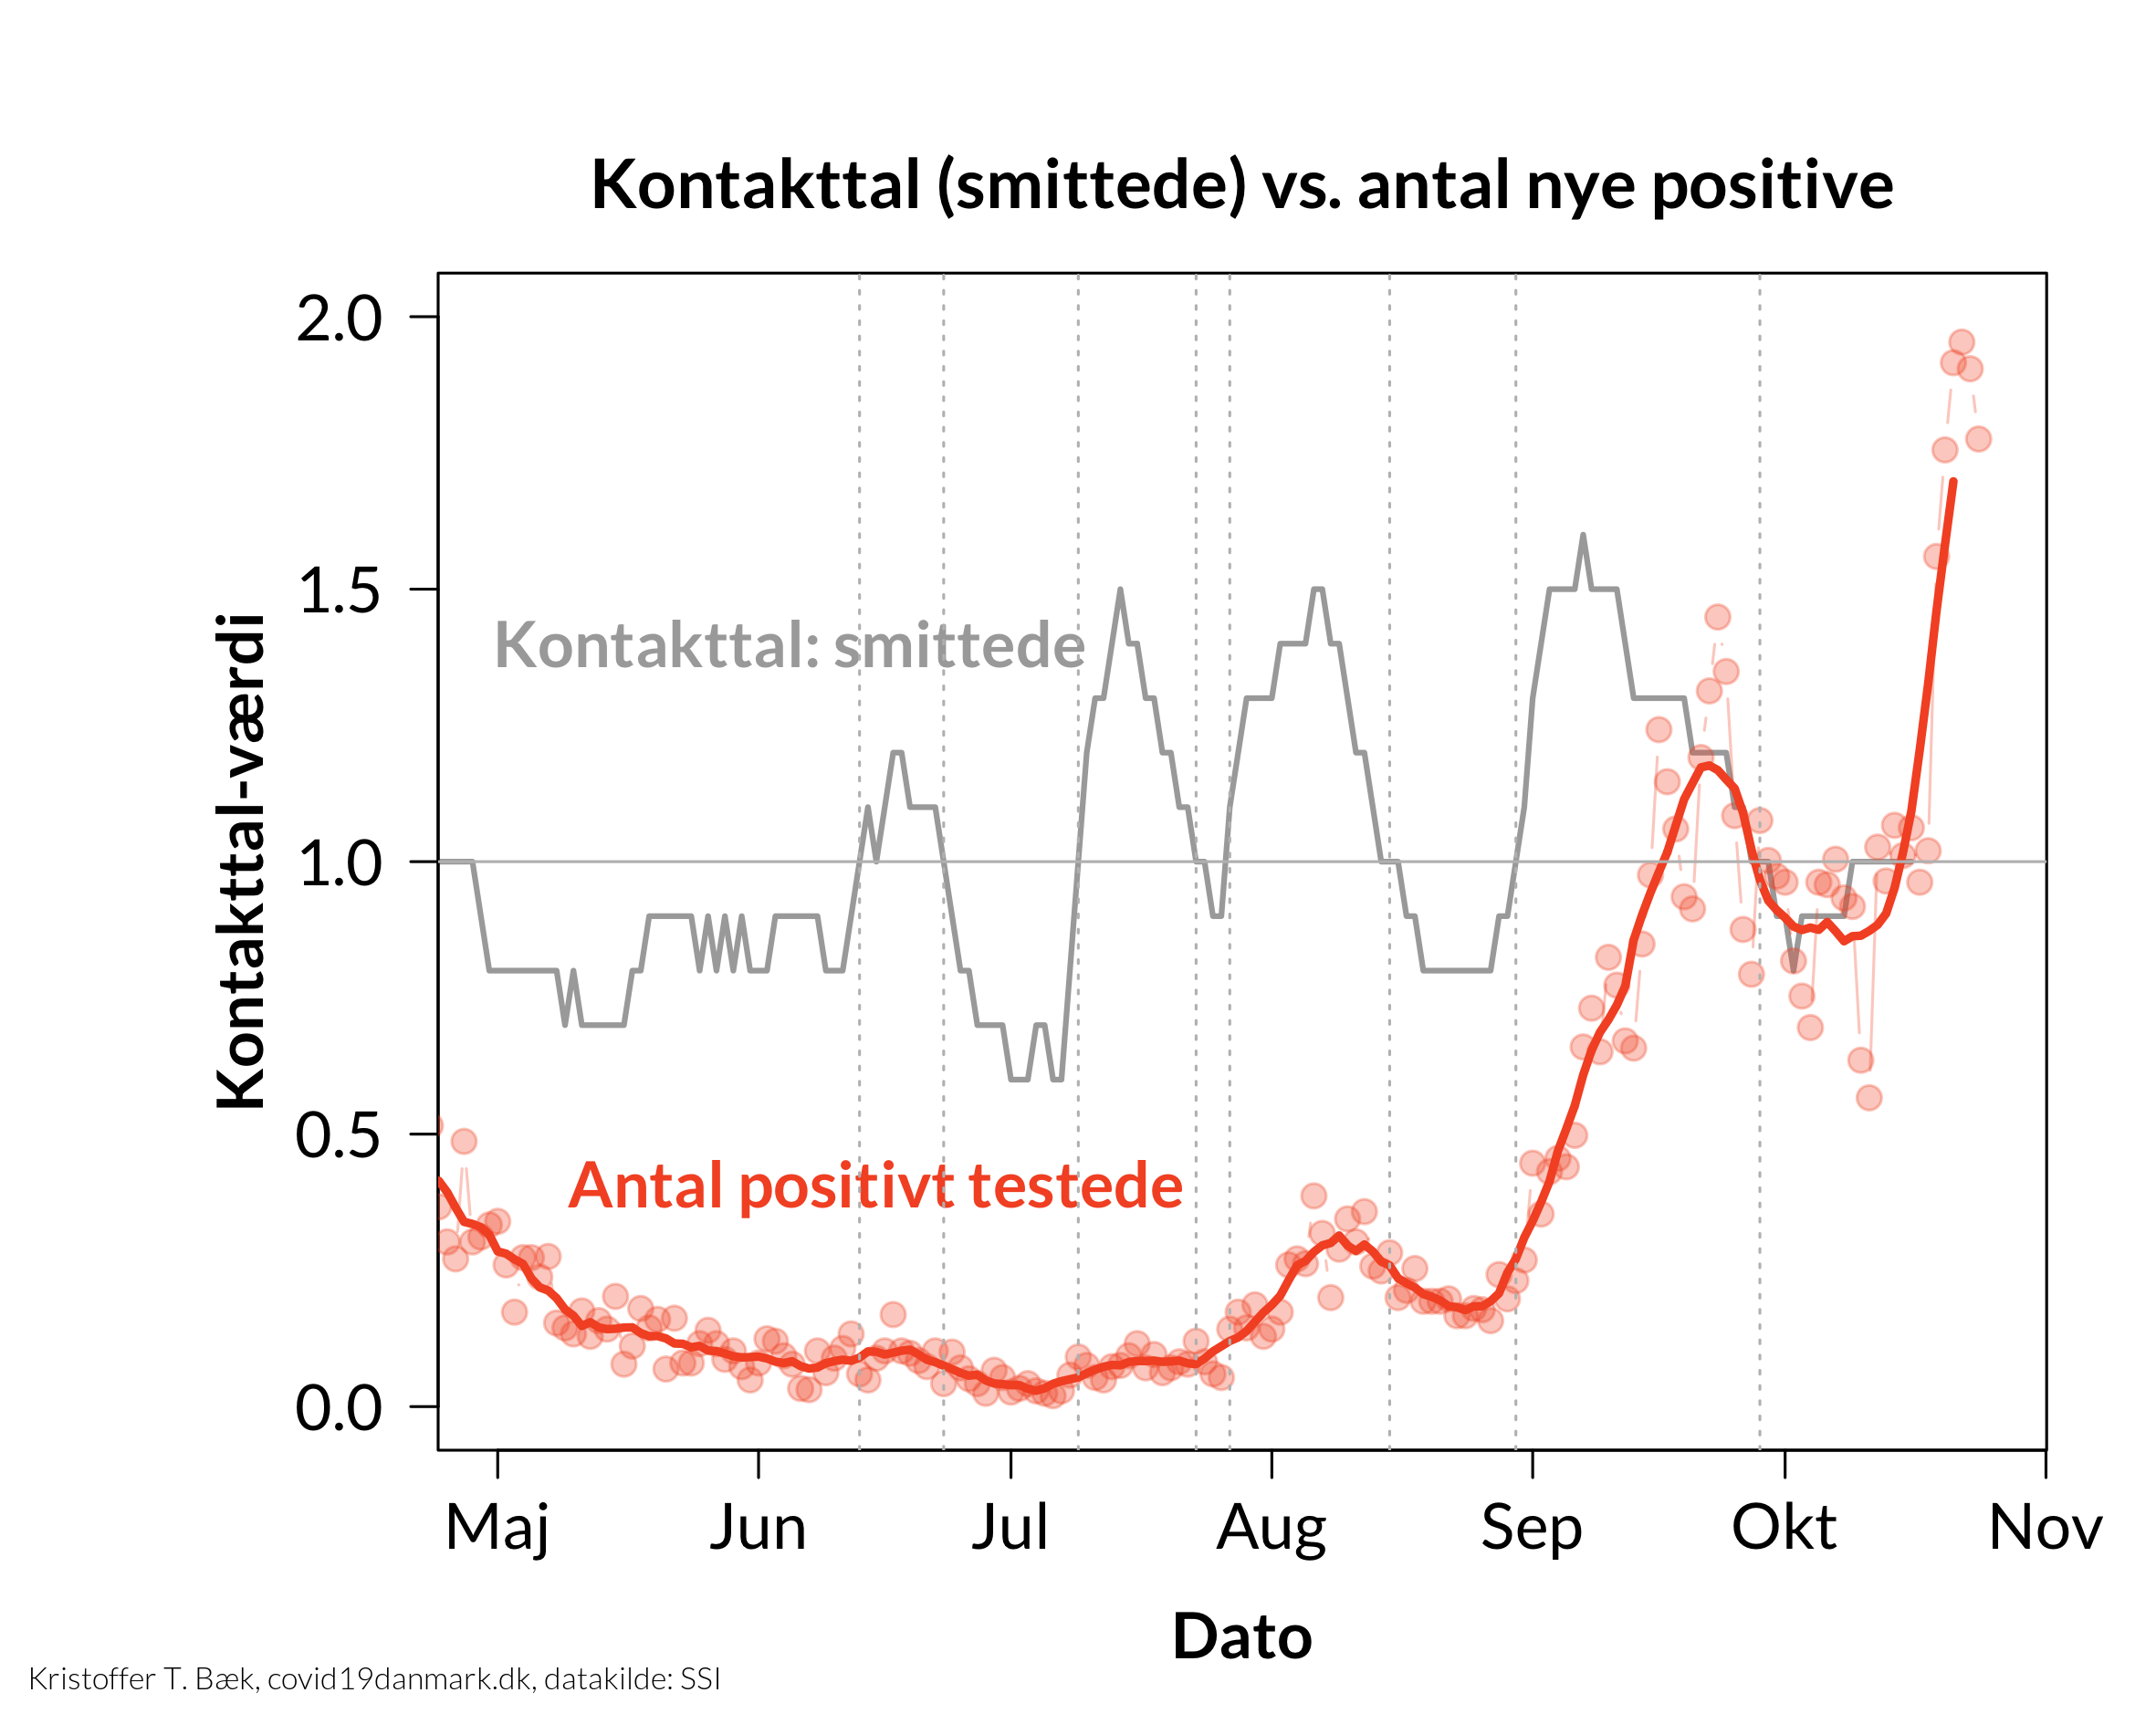 Kontakttal (smittede) vs. antal nye positive
Kontakttal-værdi
2.0
1.5
1.0
0.5
0.0
Kontakttal: smittede
Antal positivt testede
Maj Jun Jul Aug Sep Okt Nov
Dato
Kristoffer T. Bæk, covid19danmark.dk, datakilde: SSI